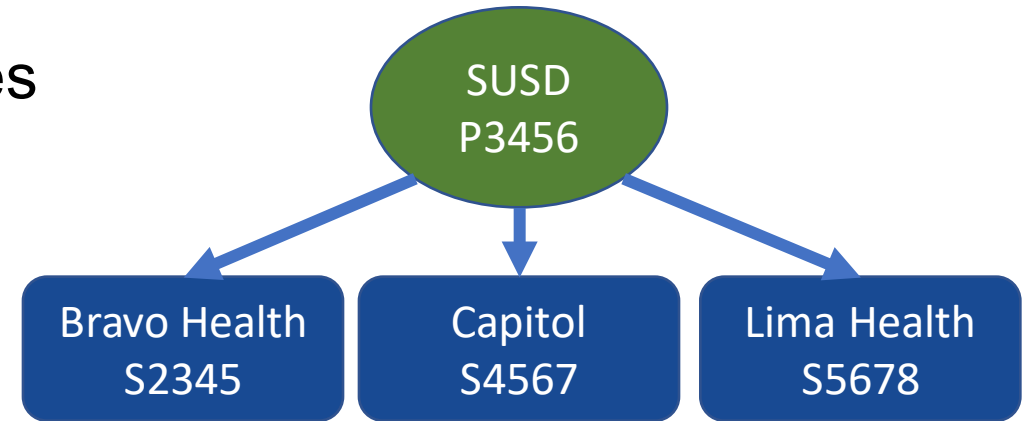 es
SUSD
P3456
Bravo Health
S2345
Capitol
S4567
Lima Health
S5678